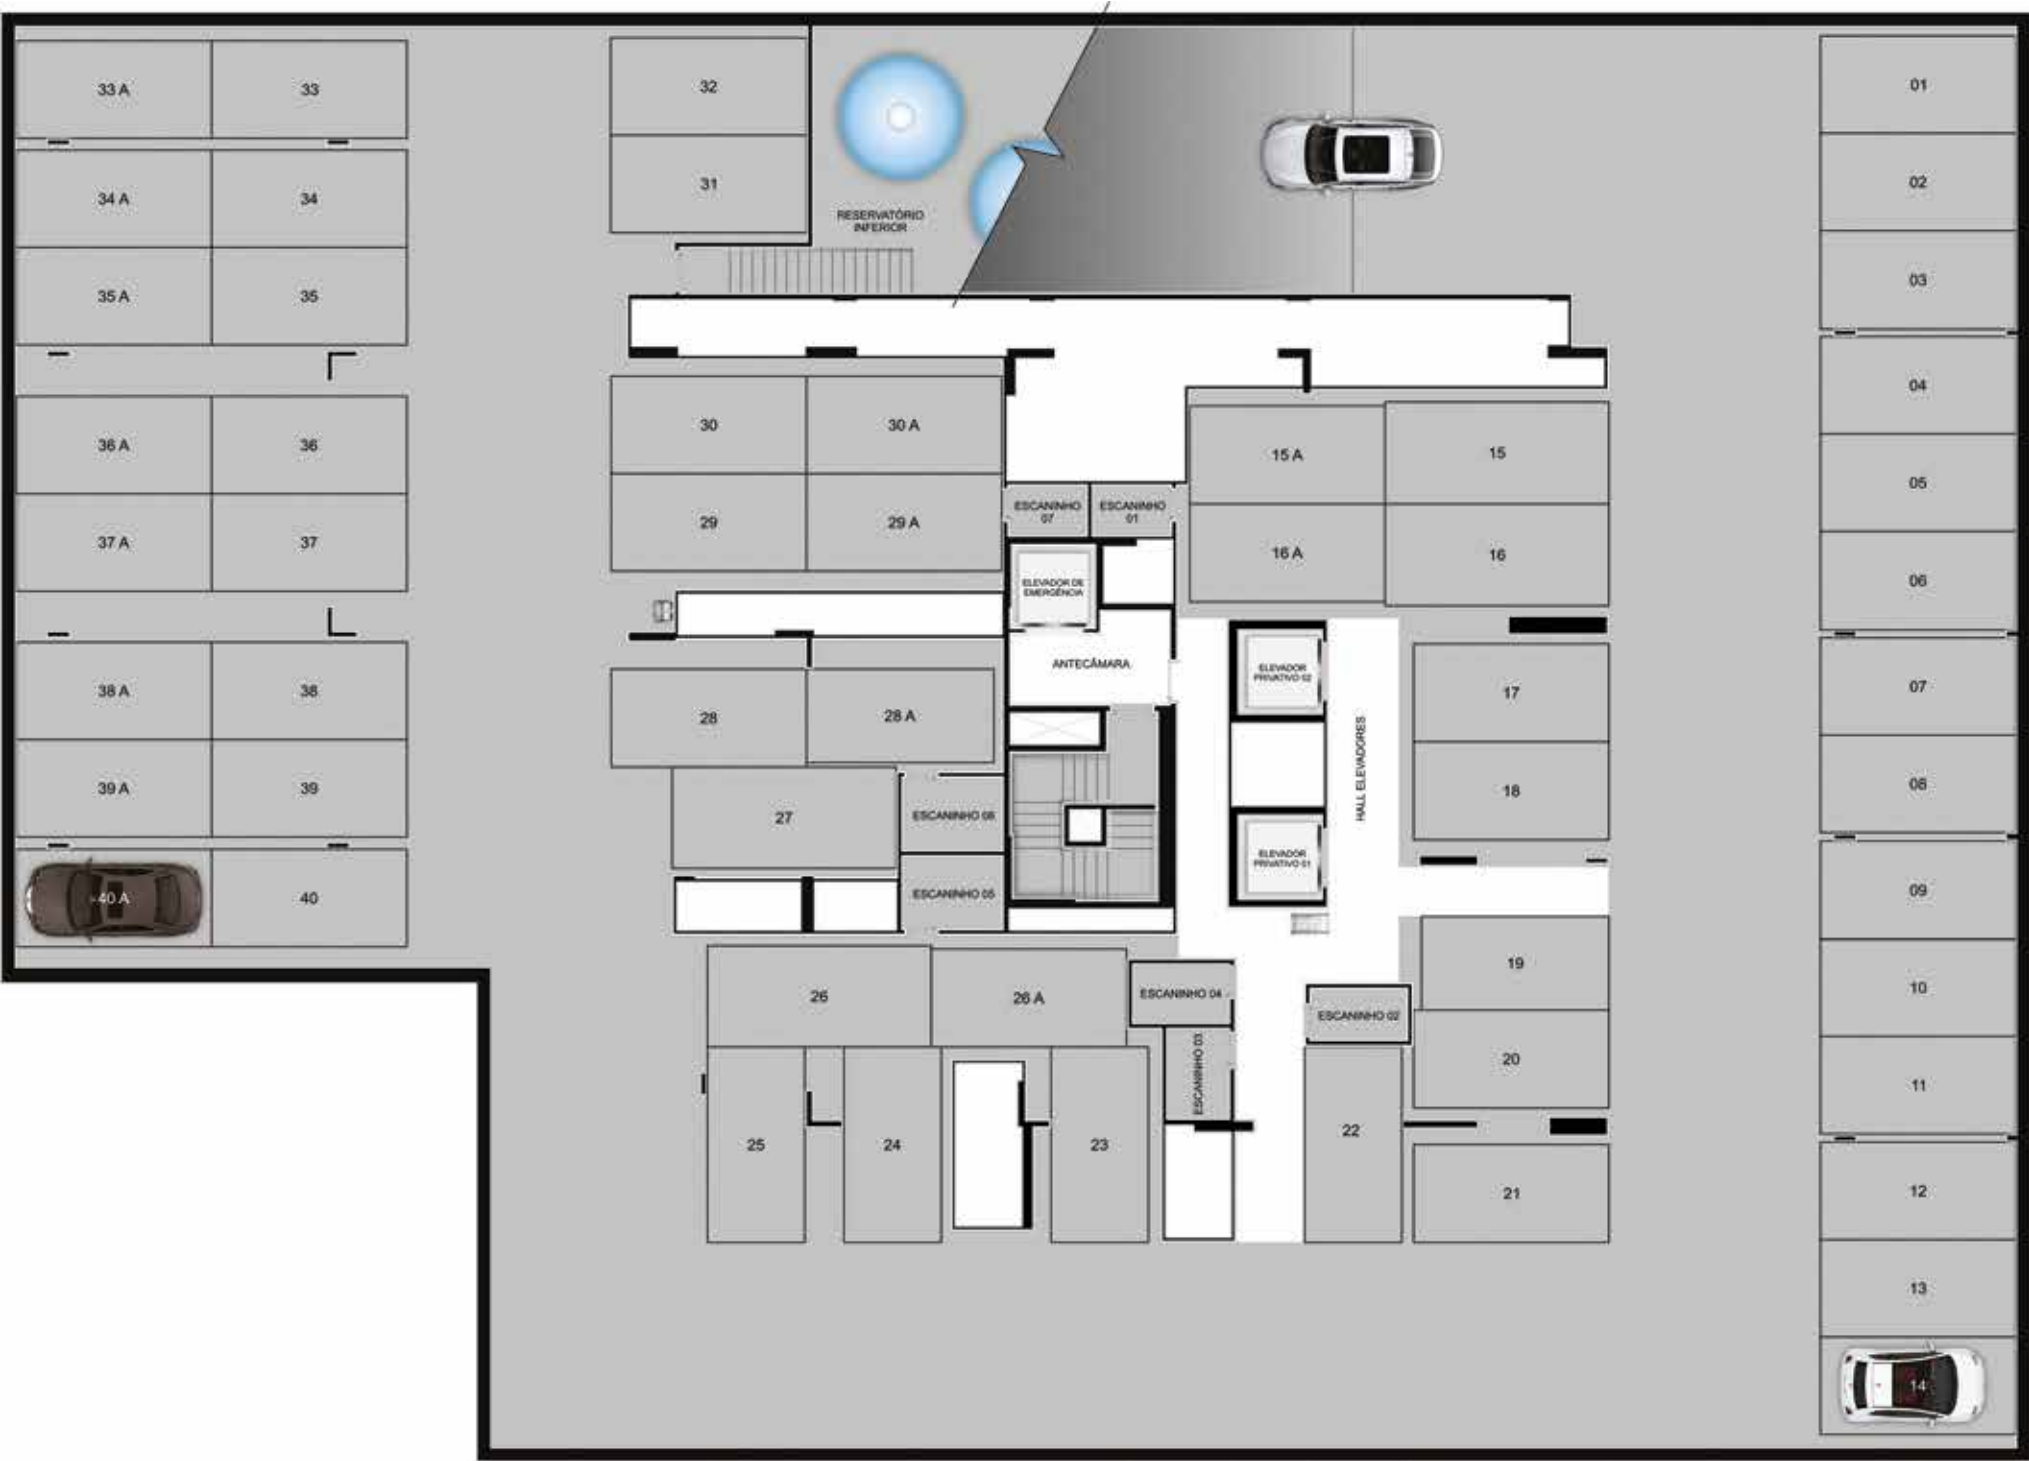 33 A
33
32
01
34 A
34
31
02
RESERVATÓRIO
INFERIOR
35 A
35
03
04
36 A
36
30
30 A
15 A
15
05
37 A
37
29
29 A
ESCANINHO
07
ESCANINHO
01
16 A
16
06
ELEVADOR DE
EMERGÊNCIA
38 A
38
28
28 A
ANTECÂMARA
ELEVADOR
PRIVATIVO 02
17
07
HALL ELEVADORES
39 A
39
27
ESCANINHO 06
18
08
ELEVADOR
PRIVATIVO 01
40 A
40
ESCANINHO 05
09
26
26 A
ESCANINHO 04
19
10
ESCANINHO 02
ESCANINHO 03
20
11
25
24
23
22
21
12
13
14